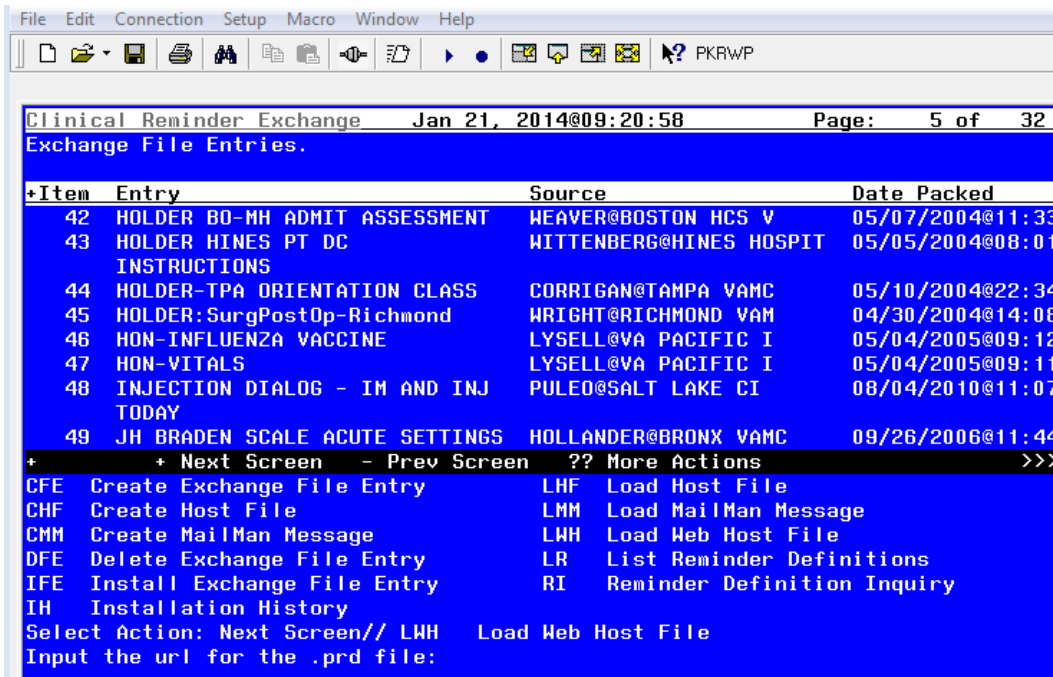 File Edit Connection Setup Macro Window Help
PKRWP
Clinical Reminder Exchange Jan 21, 2014@09:20:58 Page: 5 of 32
Exchange File Entries.
+Item Entry Source Date Packed
42 HOLDER BO-MH ADMIT ASSESSMENT WEAVER@BOSTON HCS V 05/07/2004@11:33
43 HOLDER HINES PT DC WITTENBERG@HINES HOSPIT 05/05/2004@08:01
INSTRUCTIONS
44 HOLDER-TPA ORIENTATION CLASS CORRIGAN@TAMPA VAMC 05/10/2004@22:34
45 HOLDER:SurgPostOp-Richmond WRIGHT@RICHMOND VAM 04/30/2004@14:08
46 HON-INFLUENZA VACCINE LYSELL@VA PACIFIC I 05/04/2005@09:12
47 HON-VITALS LYSELL@VA PACIFIC I 05/04/2005@09:11
48 INJECTION DIALOG - IM AND INJ PULEO@SALT LAKE CI 08/04/2010@11:07
TODAY
49 JH BRADEN SCALE ACUTE SETTINGS HOLLANDER@BRONX VAMC 09/26/2006@11:44
+ + Next Screen - Prev Screen ?? More Actions >>>
CFE Create Exchange File Entry LHF Load Host File
CHF Create Host File LMM Load MailMan Message
CMM Create MailMan Message LWH Load Web Host File
DFE Delete Exchange File Entry LR List Reminder Definitions
IFE Install Exchange File Entry RI Reminder Definition Inquiry
IH Installation History
Select Action: Next Screen// LWH Load Web Host File
Input the url for the .prd file: